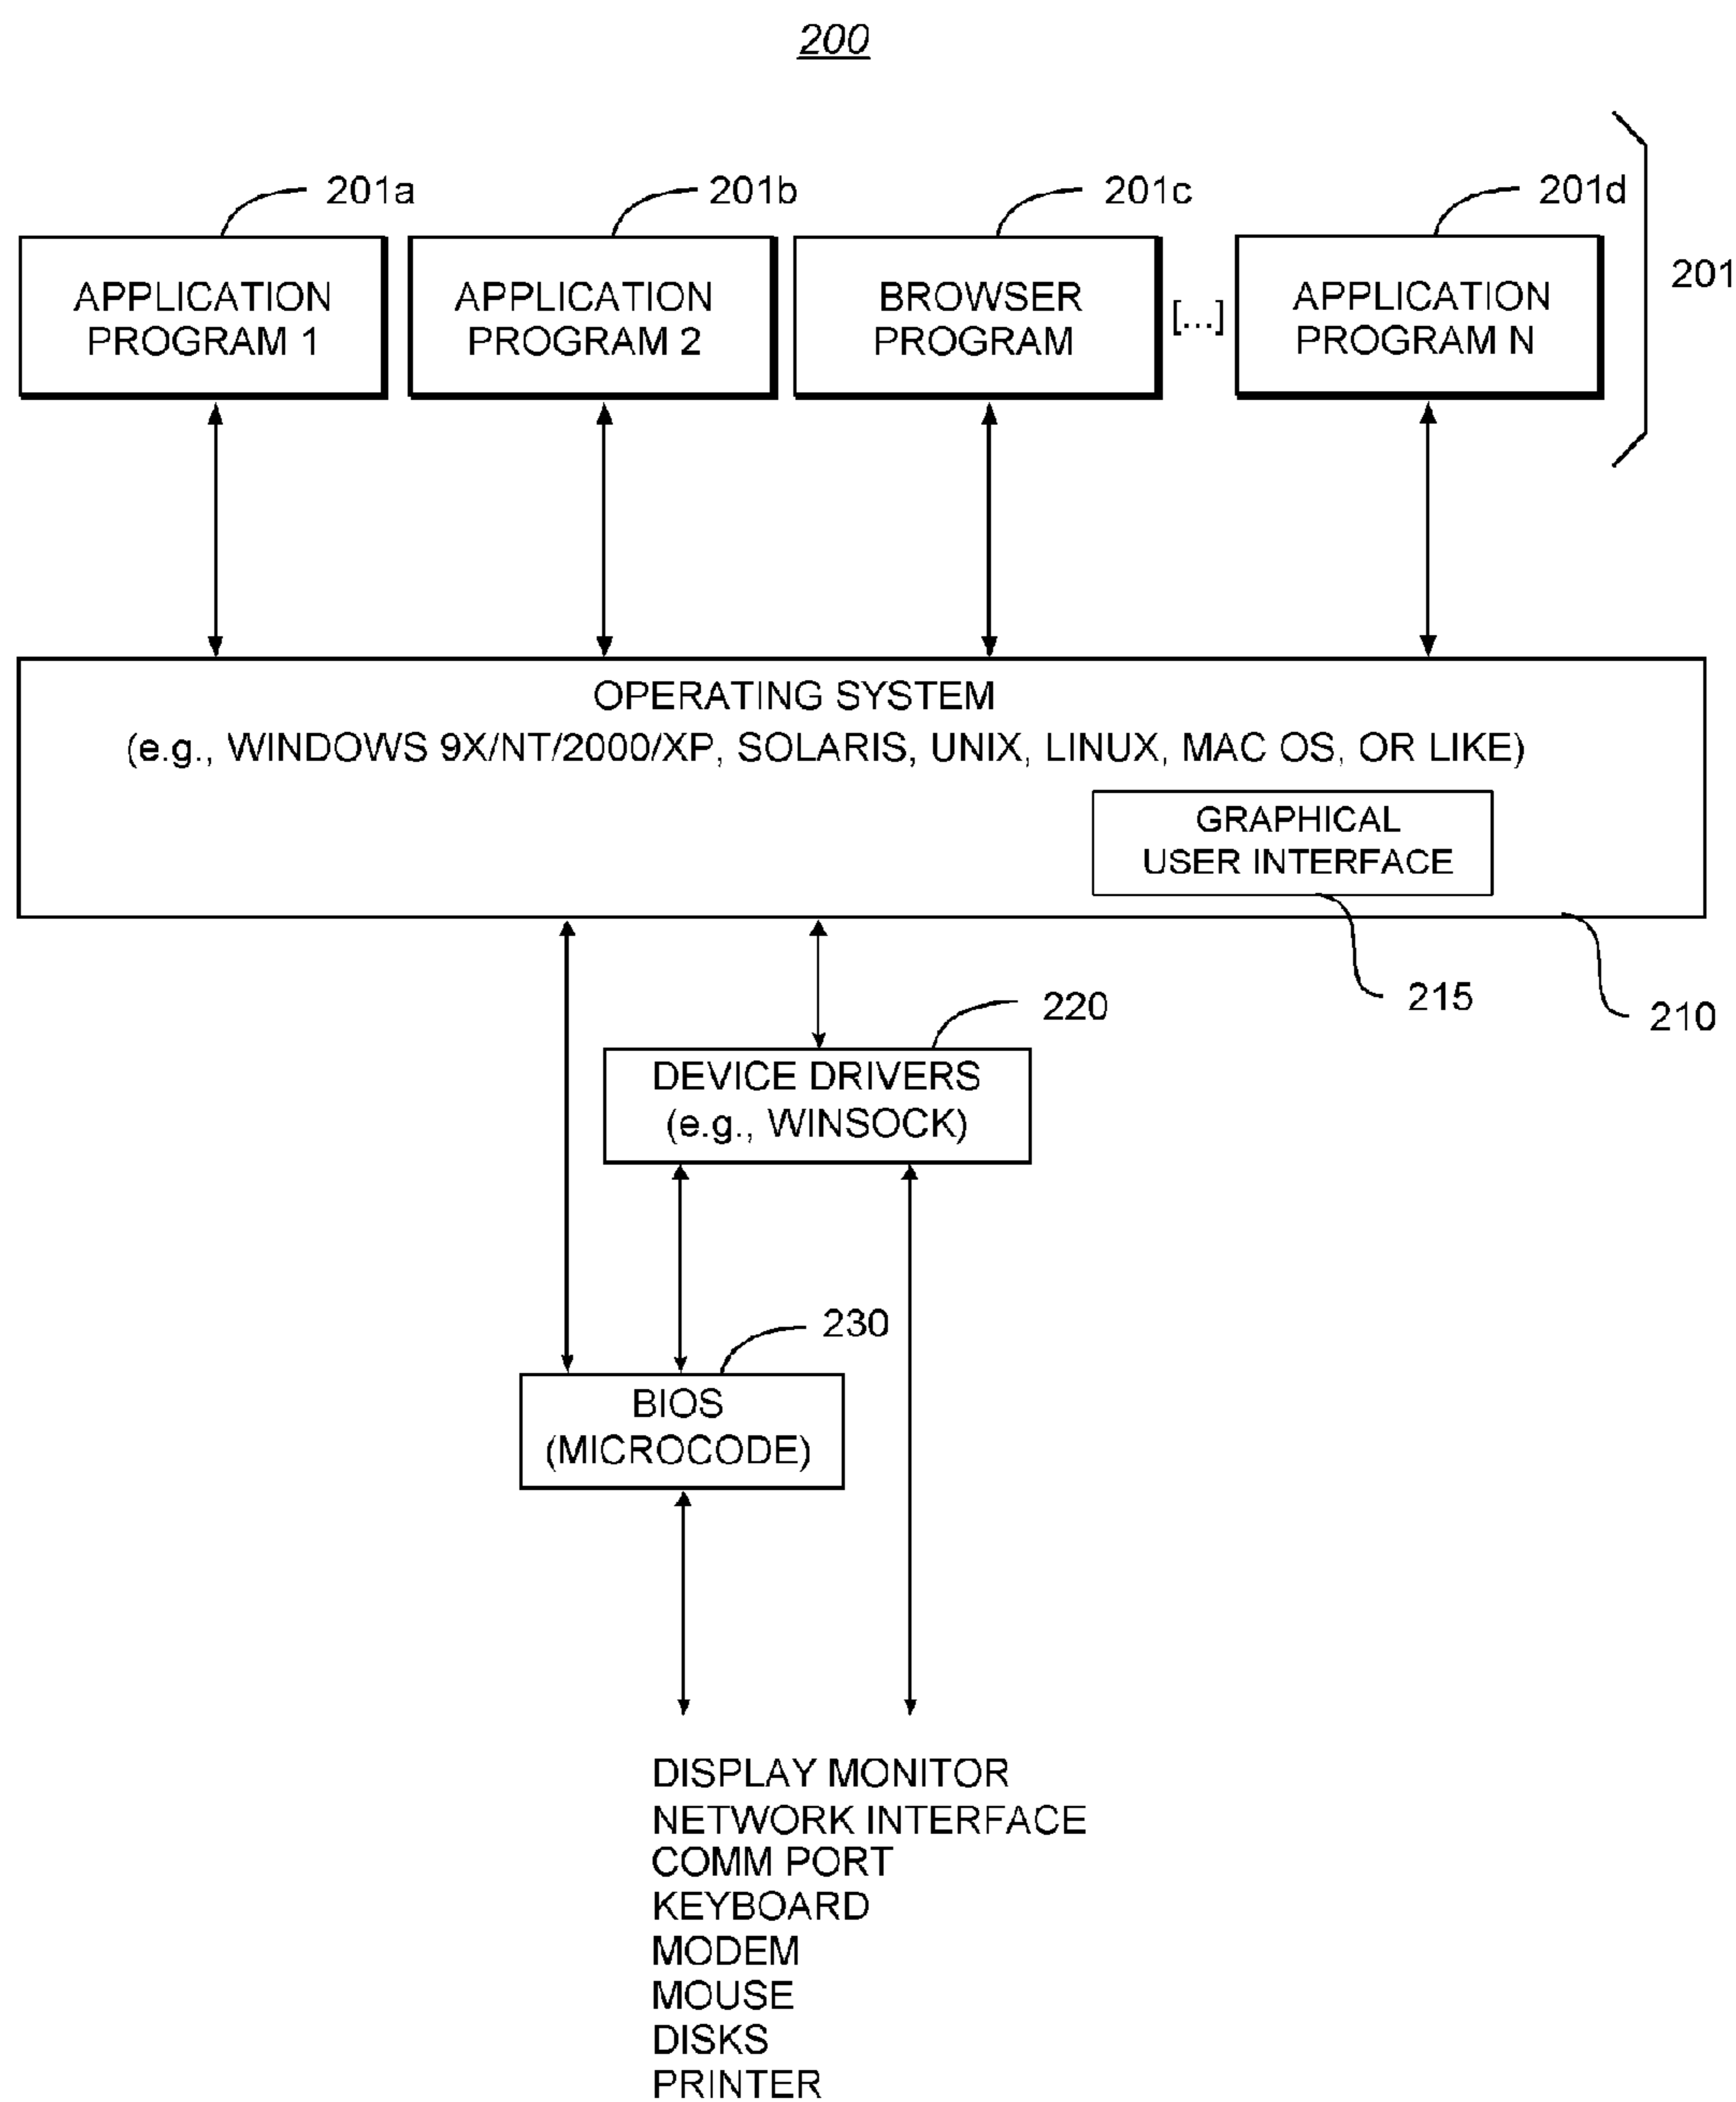 200
201a
201b
201c
201d
201
APPLICATION
PROGRAM 1
APPLICATION
PROGRAM 2
BROWSER
PROGRAM
[...]
APPLICATION
PROGRAM N
OPERATING SYSTEM
(e.g., WINDOWS 9X/NT/2000/XP, SOLARIS, UNIX, LINUX, MAC OS, OR LIKE)
GRAPHICAL
USER INTERFACE
215
210
220
DEVICE DRIVERS
(e.g., WINSOCK)
230
BIOS
(MICROCODE)
DISPLAY MONITOR
NETWORK INTERFACE
COMM PORT
KEYBOARD
MODEM
MOUSE
DISKS
PRINTER